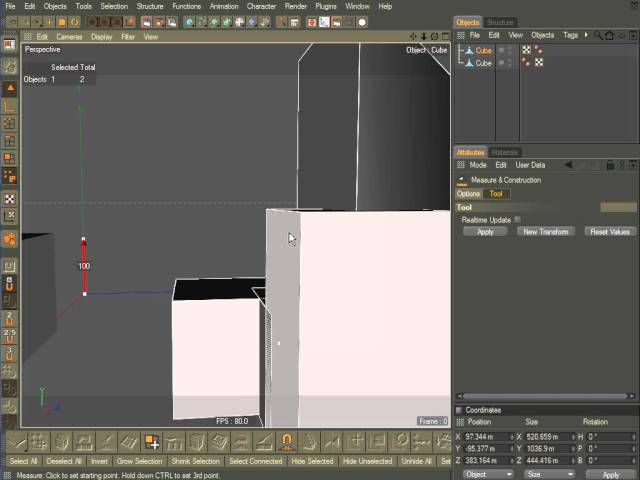 File Edit Objects Tools Selection Structure Functions Animation Character Render Plugins Window Help
Edit Cameras Display Filter View
Perspective
Object : Cube
Selected Total
Objects 1 2
100
Y
Z
FPS : 80.0
Frame : 0
Select All Deselect All Invert Grow Selection Shrink Selection Select Connected Hide Selected Hide Unselected Unhide All
Measure: Click to set starting point. Hold down CTRL to set 3rd point.
Objects Structure
File Edit View Objects Tags
Cube
Cube
Attributes Materials
Mode Edit User Data
Measure & Construction
Options Tool
Tool
Realtime Update
Apply New Transform Reset Values
Coordinates
Position Size Rotation
X 97.344 m X 520.659 m H 0 °
Y -95.377 m Y 1036.9 m P 0 °
Z 383.164 m Z 444.416 m B 0 °
Object Size Apply
2
2.5
3